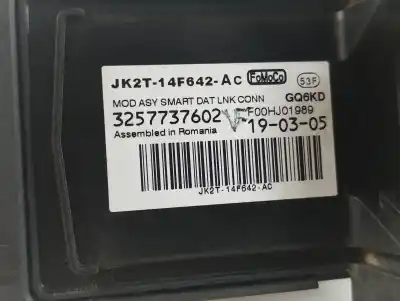 JK2T-14F642-AC FoMoCo 53F
MOD ASY SMART DAT LNK CONN GQ6KD
3257737602 VF F00HJ01989
Assembled in Romania 19-03-05
JK2T-14F642-AC